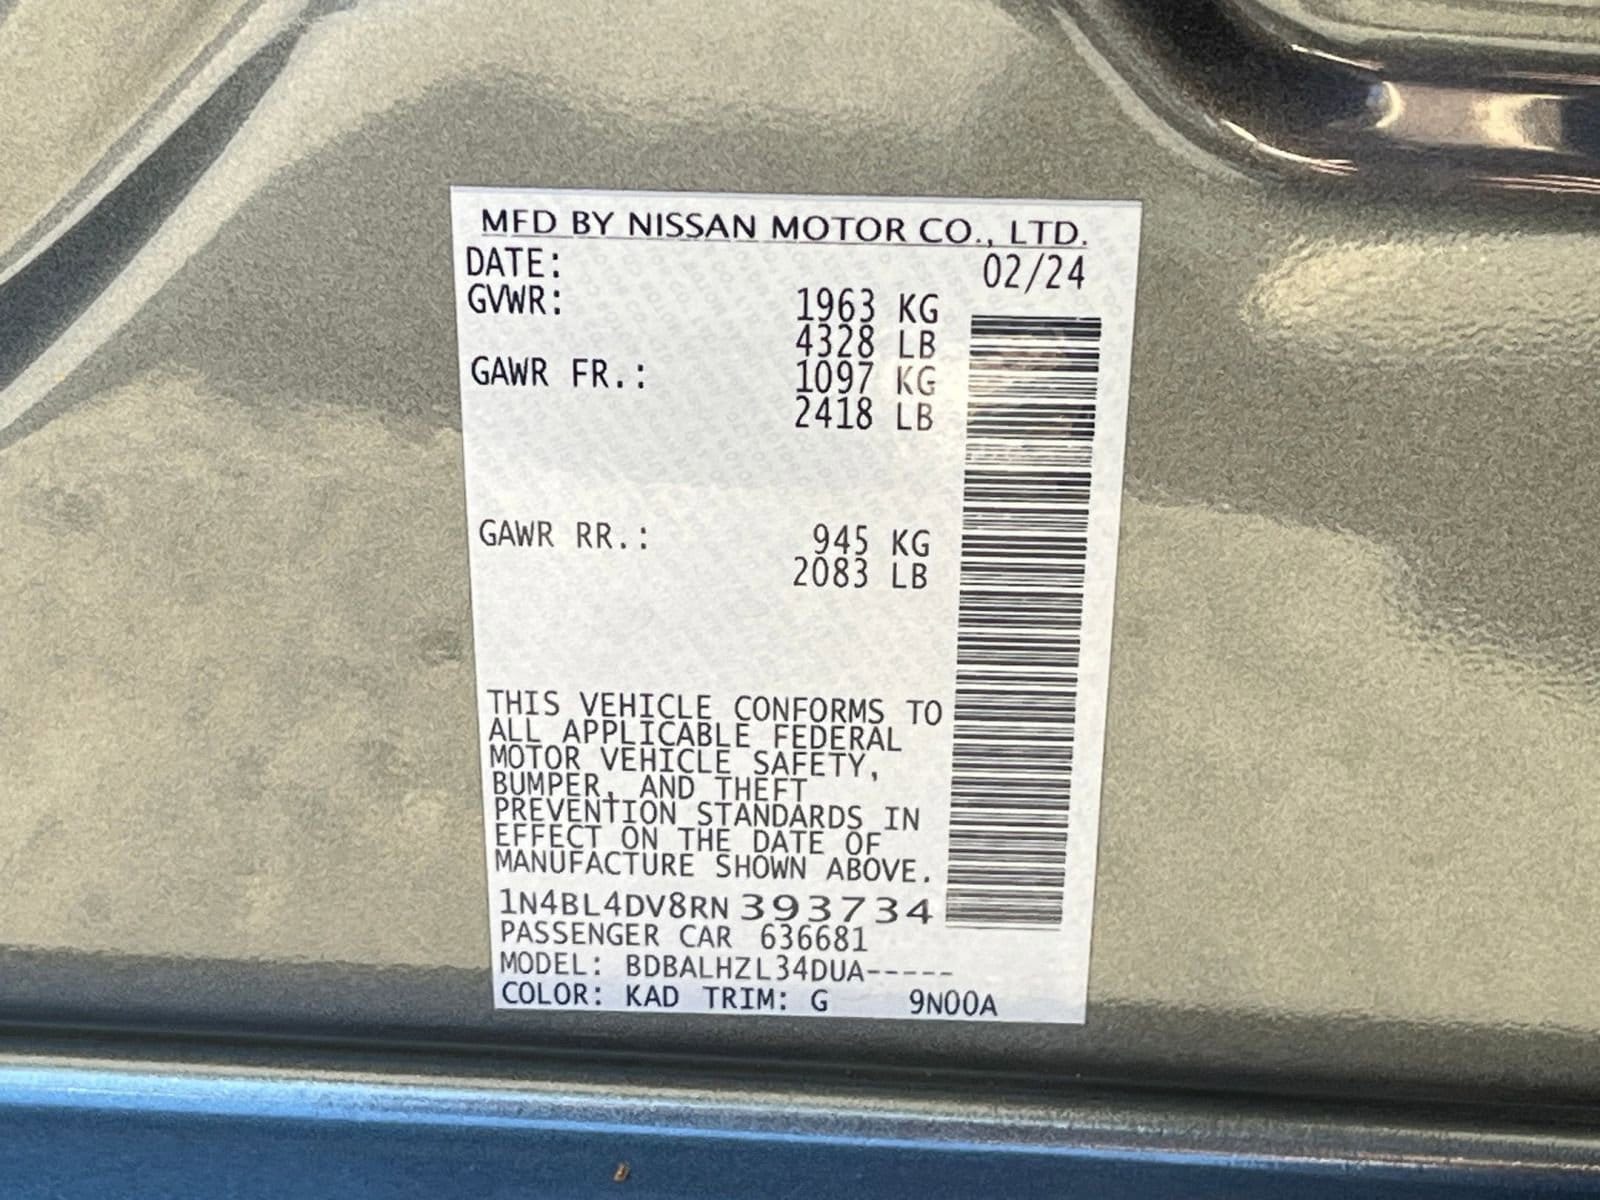 MFD BY NISSAN MOTOR CO., LTD.
DATE: 02/24
GVWR: 1963 KG
4328 LB
GAWR FR.: 1097 KG
2418 LB
GAWR RR.: 945 KG
2083 LB
THIS VEHICLE CONFORMS TO
ALL APPLICABLE FEDERAL
MOTOR VEHICLE SAFETY,
BUMPER, AND THEFT
PREVENTION STANDARDS IN
EFFECT ON THE DATE OF
MANUFACTURE SHOWN ABOVE.
1N4BL4DV8RN 393734
PASSENGER CAR 636681
MODEL: BDBALHZL34DUA-----
COLOR: KAD TRIM: G 9N00A